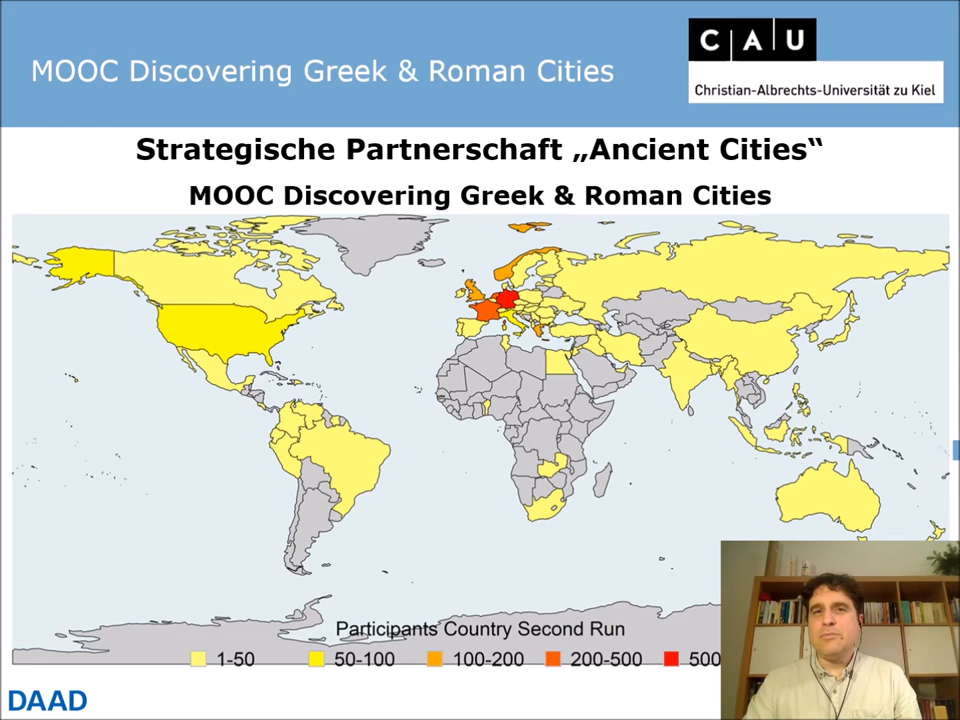 MOOC Discovering Greek & Roman Cities
C A U
Christian-Albrechts-Universität zu Kiel
Strategische Partnerschaft „Ancient Cities“
MOOC Discovering Greek & Roman Cities
Participants Country Second Run
1-50 50-100 100-200 200-500 500
DAAD